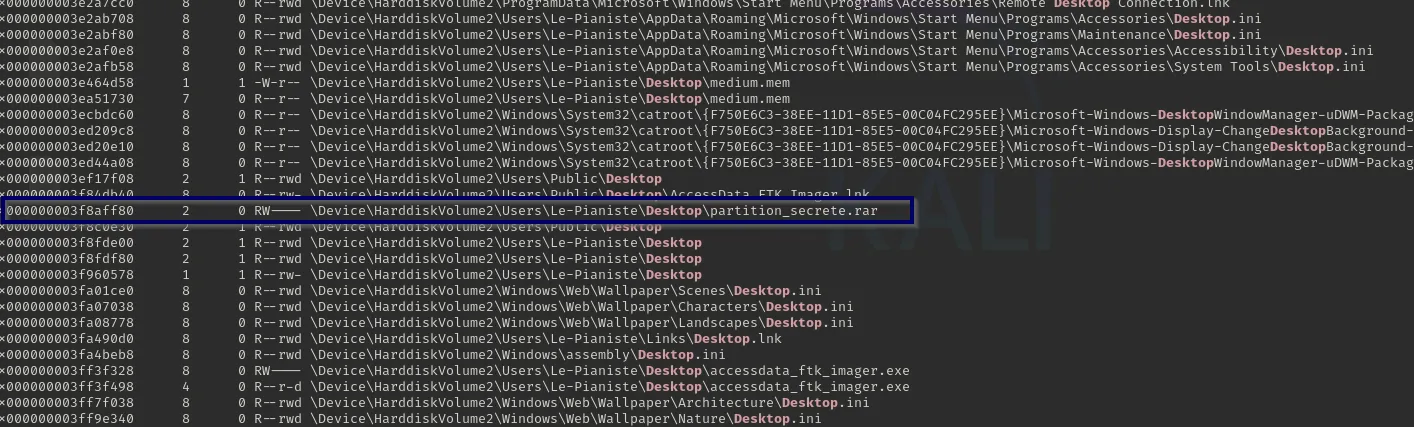 ×000000003e2a7cc0 8 0 R--rwd \Device\HarddiskVolume2\ProgramData\Microsoft\Windows\Start Menu\Programs\Accessories\Remote Desktop Connection.lnk
×000000003e2ab708 8 0 R--rwd \Device\HarddiskVolume2\Users\Le-Pianiste\AppData\Roaming\Microsoft\Windows\Start Menu\Programs\Accessories\Desktop.ini
×000000003e2abf80 8 0 R--rwd \Device\HarddiskVolume2\Users\Le-Pianiste\AppData\Roaming\Microsoft\Windows\Start Menu\Programs\Maintenance\Desktop.ini
×000000003e2af0e8 8 0 R--rwd \Device\HarddiskVolume2\Users\Le-Pianiste\AppData\Roaming\Microsoft\Windows\Start Menu\Programs\Accessories\Accessibility\Desktop.ini
×000000003e2afb58 8 0 R--rwd \Device\HarddiskVolume2\Users\Le-Pianiste\AppData\Roaming\Microsoft\Windows\Start Menu\Programs\Accessories\System Tools\Desktop.ini
×000000003e464d58 1 1 -W-r-- \Device\HarddiskVolume2\Users\Le-Pianiste\Desktop\medium.mem
×000000003ea51730 7 0 R--r-- \Device\HarddiskVolume2\Users\Le-Pianiste\Desktop\medium.mem
×000000003ecbdc60 8 0 R--r-- \Device\HarddiskVolume2\Windows\System32\catroot\{F750E6C3-38EE-11D1-85E5-00C04FC295EE}\Microsoft-Windows-DesktopWindowManager-uDWM-Packag
×000000003ed209c8 8 0 R--r-- \Device\HarddiskVolume2\Windows\System32\catroot\{F750E6C3-38EE-11D1-85E5-00C04FC295EE}\Microsoft-Windows-Display-ChangeDesktopBackground-
×000000003ed20e10 8 0 R--r-- \Device\HarddiskVolume2\Windows\System32\catroot\{F750E6C3-38EE-11D1-85E5-00C04FC295EE}\Microsoft-Windows-Display-ChangeDesktopBackground-
×000000003ed44a08 8 0 R--r-- \Device\HarddiskVolume2\Windows\System32\catroot\{F750E6C3-38EE-11D1-85E5-00C04FC295EE}\Microsoft-Windows-DesktopWindowManager-uDWM-Packag
×000000003ef17f08 2 1 R--rwd \Device\HarddiskVolume2\Users\Public\Desktop
×000000003f84db40 8 0 R--rw- \Device\HarddiskVolume2\Users\Public\Desktop\AccessData FTK Imager.lnk
000000003f8aff80 2 0 RW---- \Device\HarddiskVolume2\Users\Le-Pianiste\Desktop\partition_secrete.rar
×000000003f8c0e30 2 1 R--rwd \Device\HarddiskVolume2\Users\Public\Desktop
×000000003f8fde00 2 1 R--rwd \Device\HarddiskVolume2\Users\Le-Pianiste\Desktop
×000000003f8fdf80 2 1 R--rwd \Device\HarddiskVolume2\Users\Le-Pianiste\Desktop
×000000003f960578 1 1 R--rw- \Device\HarddiskVolume2\Users\Le-Pianiste\Desktop
×000000003fa01ce0 8 0 R--rwd \Device\HarddiskVolume2\Windows\Web\Wallpaper\Scenes\Desktop.ini
×000000003fa07038 8 0 R--rwd \Device\HarddiskVolume2\Windows\Web\Wallpaper\Characters\Desktop.ini
×000000003fa08778 8 0 R--rwd \Device\HarddiskVolume2\Windows\Web\Wallpaper\Landscapes\Desktop.ini
×000000003fa490d0 8 0 R--rwd \Device\HarddiskVolume2\Users\Le-Pianiste\Links\Desktop.lnk
×000000003fa4beb8 8 0 R--rwd \Device\HarddiskVolume2\Windows\assembly\Desktop.ini
×000000003ff3f328 8 0 RW---- \Device\HarddiskVolume2\Users\Le-Pianiste\Desktop\accessdata_ftk_imager.exe
×000000003ff3f498 4 0 R--r-d \Device\HarddiskVolume2\Users\Le-Pianiste\Desktop\accessdata_ftk_imager.exe
×000000003ff7f038 8 0 R--rwd \Device\HarddiskVolume2\Windows\Web\Wallpaper\Architecture\Desktop.ini
×000000003ff9e340 8 0 R--rwd \Device\HarddiskVolume2\Windows\Web\Wallpaper\Nature\Desktop.ini
KALI